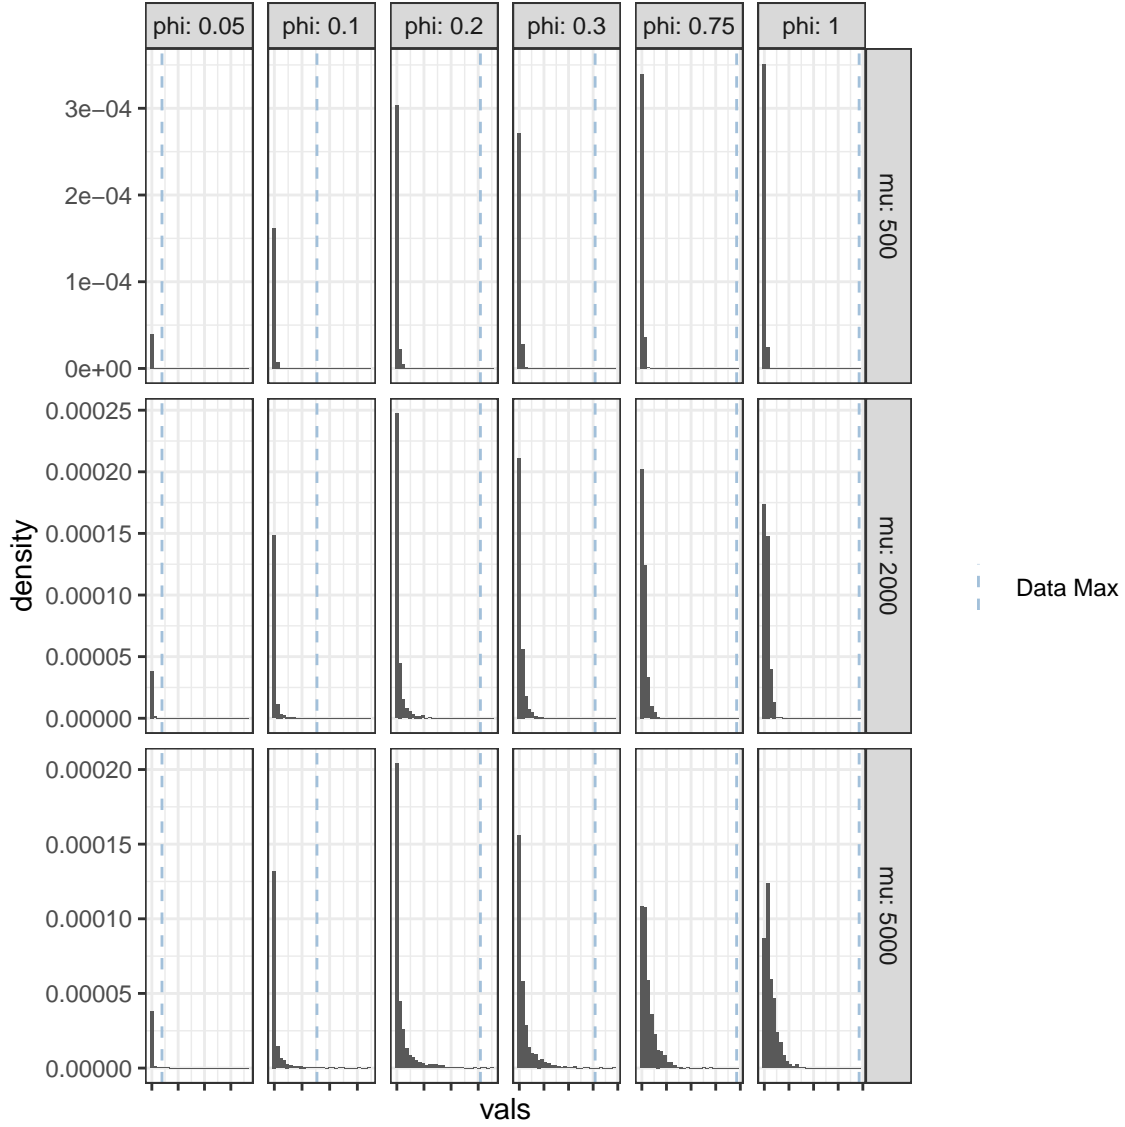 phi: 0.05
phi: 0.1
phi: 0.2
phi: 0.3
phi: 0.75
phi: 1
3e−04
2e−04
1e−04
0e+00
mu: 500
0.00025
0.00020
0.00015
0.00010
0.00005
0.00000
mu: 2000
density
Data Max
0.00020
0.00015
0.00010
0.00005
0.00000
mu: 5000
vals